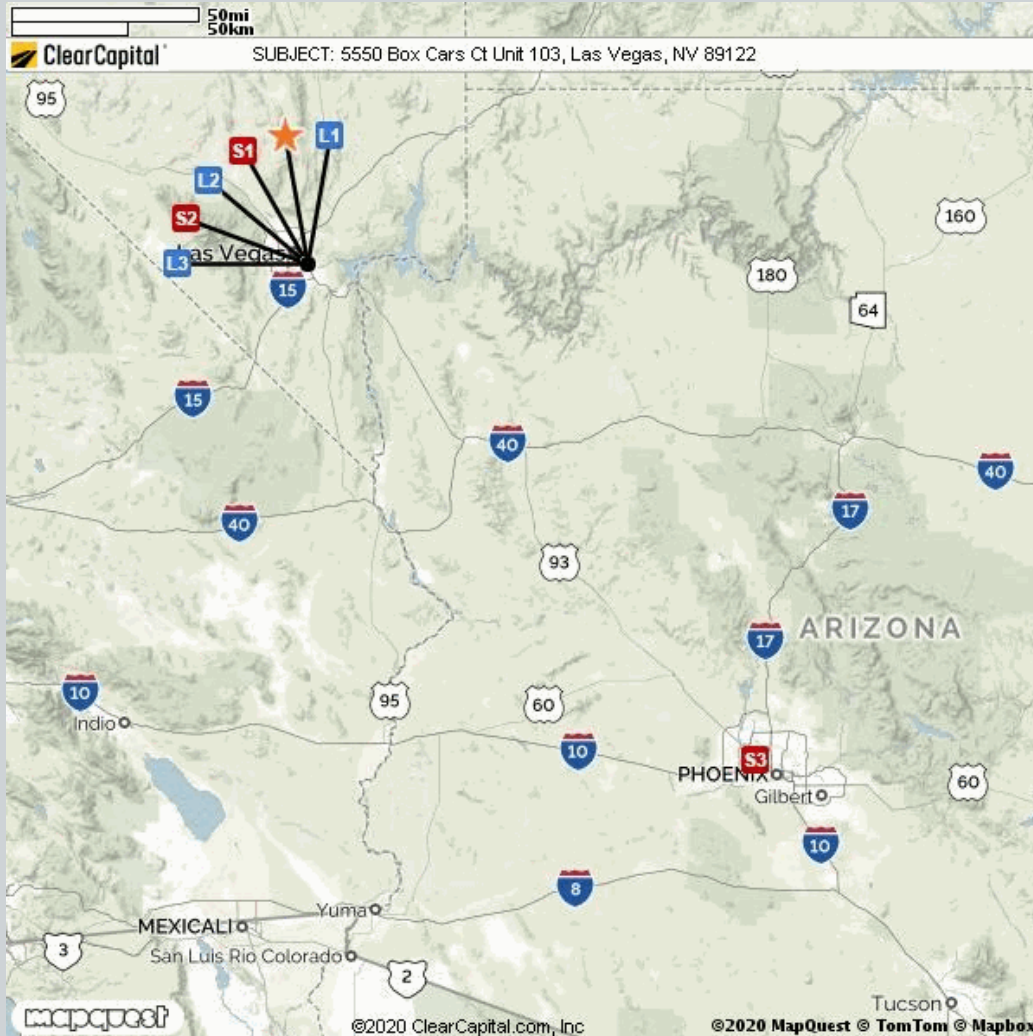 50mi
50km
ClearCapital
SUBJECT: 5550 Box Cars Ct Unit 103, Las Vegas, NV 89122
95
L1
S1
L2
160
S2
Las Vegas
L3
180
15
64
15
40
40
17
40
93
ARIZONA
17
10
95
60
Indio
10
S3
PHOENIX
60
Gilbert
10
8
Yuma
MEXICALI
3
San Luis Rio Colorado
2
Tucson
mapquest
©2020 ClearCapital.com, Inc
©2020 MapQuest © TomTom © Mapbox